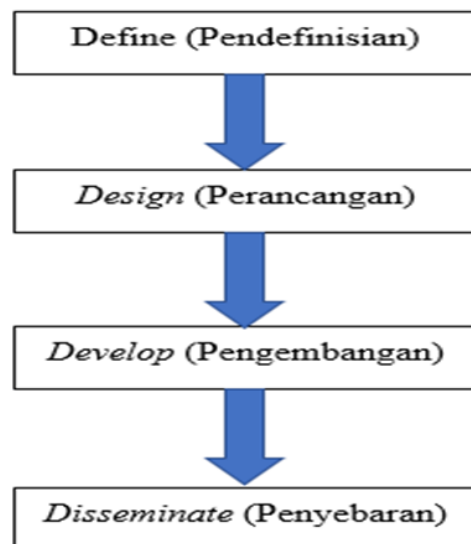 Define (Pendefinisian)
Design (Perancangan)
Develop (Pengembangan)
Disseminate (Penyebaran)